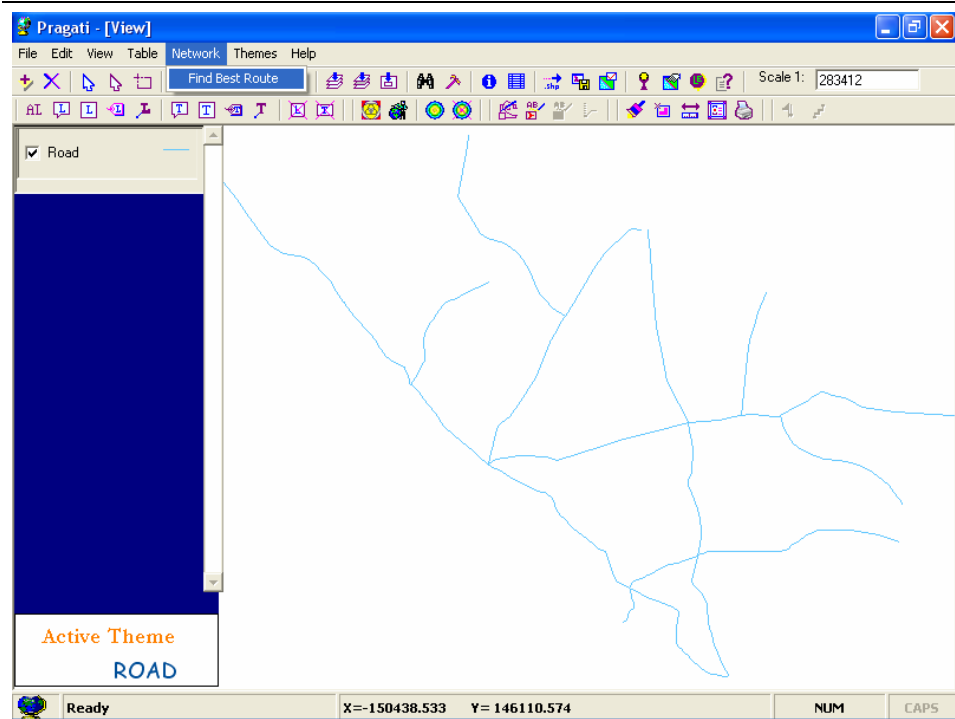 Pragati - [View]
File Edit View Table Network Themes Help
Find Best Route
Scale 1: 283412
Road
Active Theme
ROAD
Ready X=-150438.533 Y= 146110.574 NUM CAPS